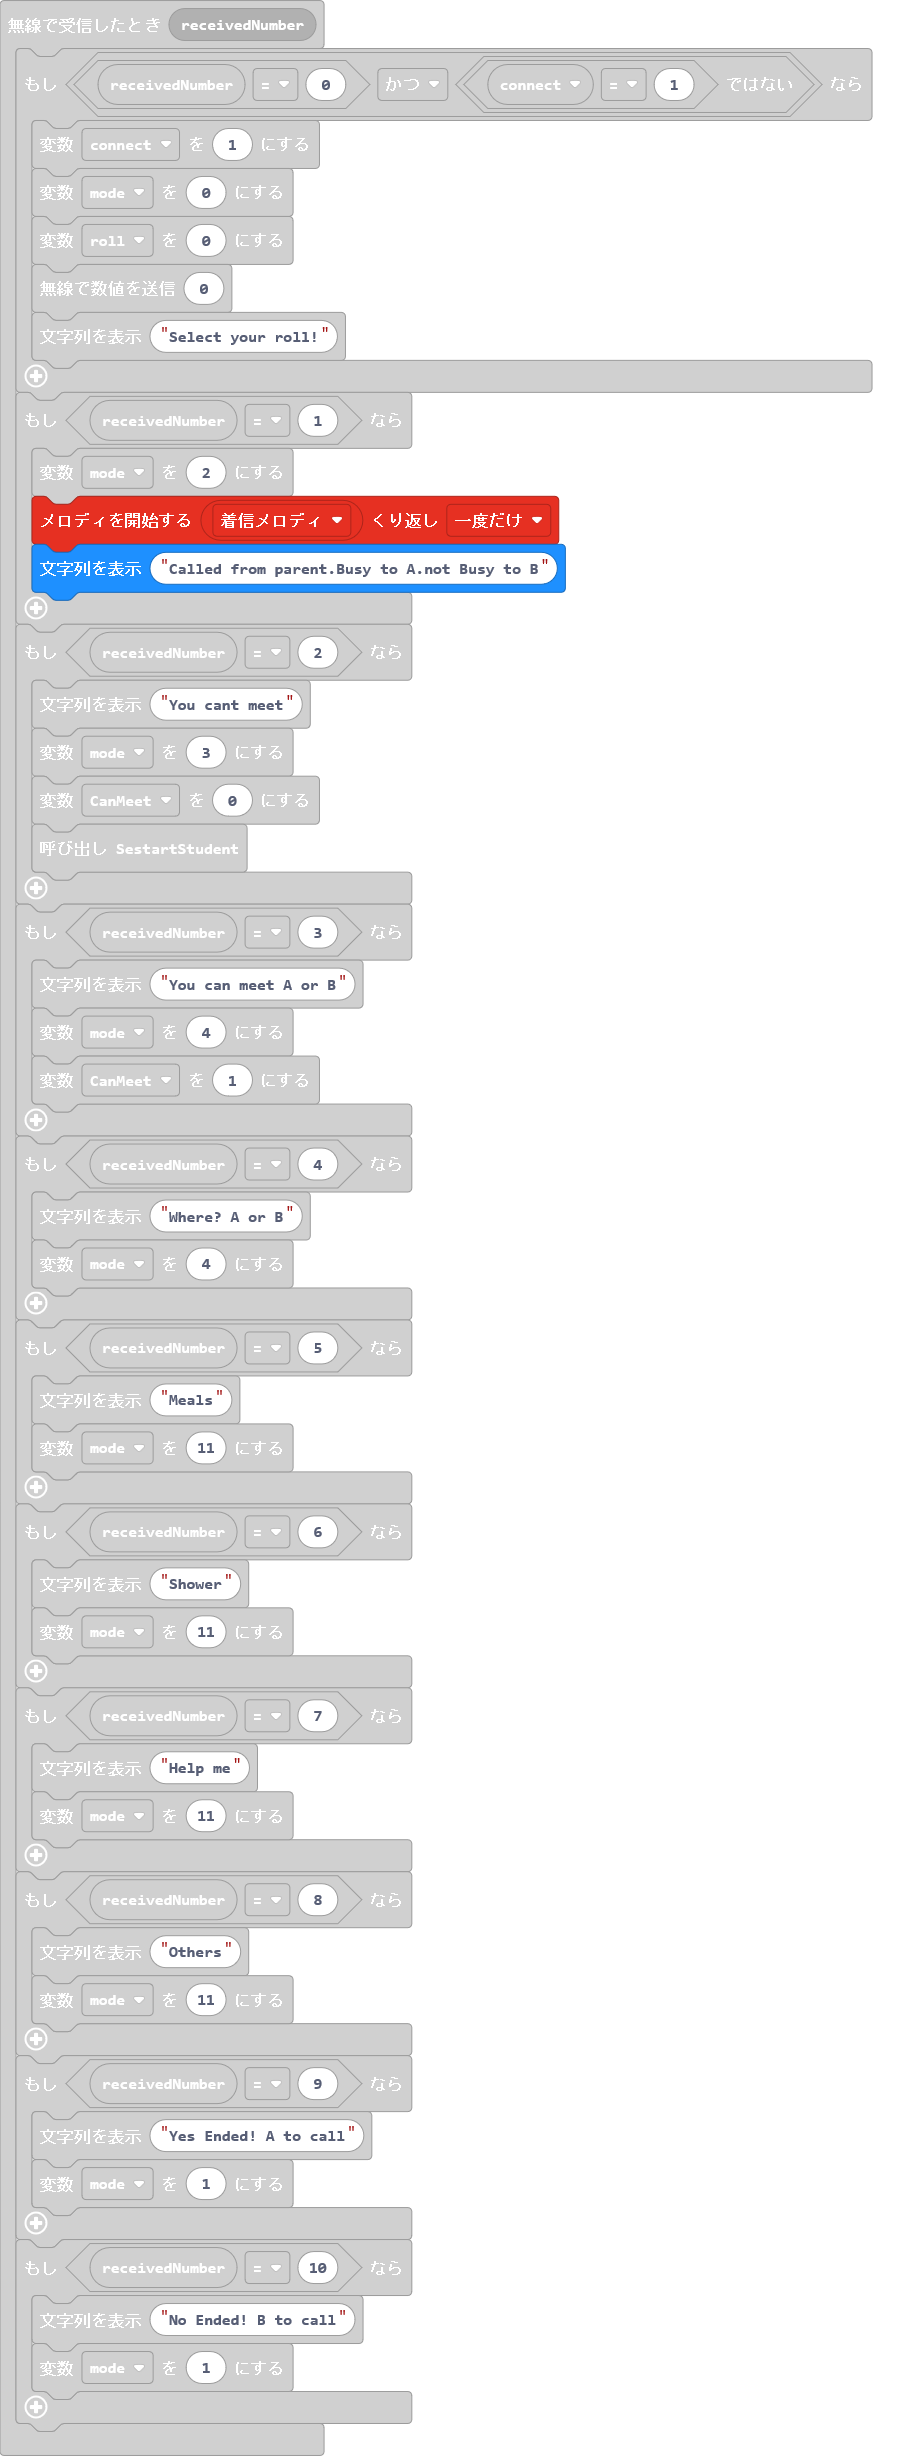 無線で受信したとき receivedNumber
もし receivedNumber = 0 かつ connect = 1 ではない なら
変数 connect を 1 にする
変数 mode を 0 にする
変数 roll を 0 にする
無線で数値を送信 0
文字列を表示 "Select your roll!"
もし receivedNumber = 1 なら
変数 mode を 2 にする
メロディを開始する 着信メロディ くり返し 一度だけ
文字列を表示 "Called from parent.Busy to A.not Busy to B"
もし receivedNumber = 2 なら
文字列を表示 "You cant meet"
変数 mode を 3 にする
変数 CanMeet を 0 にする
呼び出し SestartStudent
もし receivedNumber = 3 なら
文字列を表示 "You can meet A or B"
変数 mode を 4 にする
変数 CanMeet を 1 にする
もし receivedNumber = 4 なら
文字列を表示 "Where? A or B"
変数 mode を 4 にする
もし receivedNumber = 5 なら
文字列を表示 "Meals"
変数 mode を 11 にする
もし receivedNumber = 6 なら
文字列を表示 "Shower"
変数 mode を 11 にする
もし receivedNumber = 7 なら
文字列を表示 "Help me"
変数 mode を 11 にする
もし receivedNumber = 8 なら
文字列を表示 "Others"
変数 mode を 11 にする
もし receivedNumber = 9 なら
文字列を表示 "Yes Ended! A to call"
変数 mode を 1 にする
もし receivedNumber = 10 なら
文字列を表示 "No Ended! B to call"
変数 mode を 1 にする